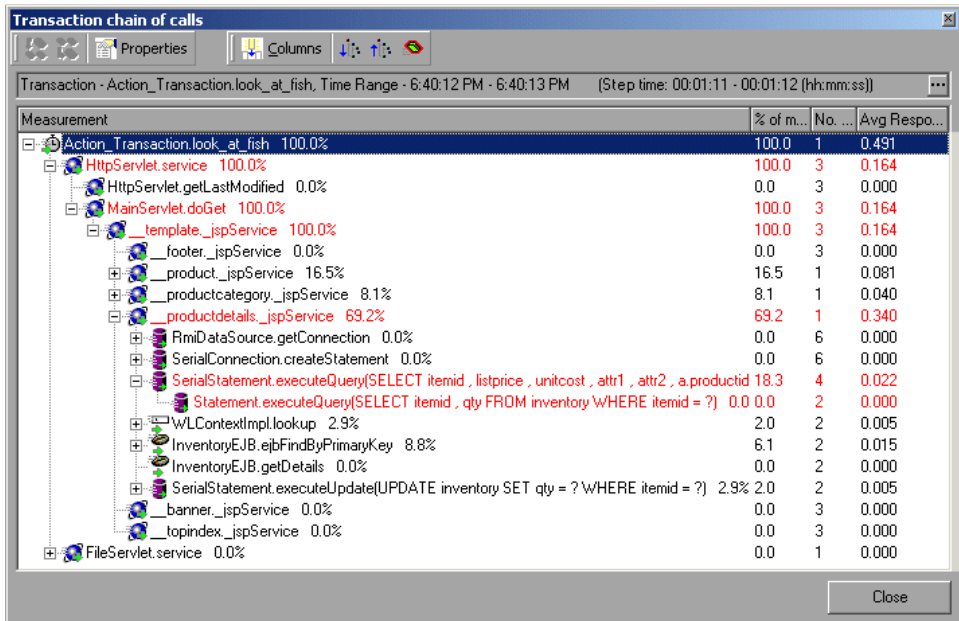 Transaction chain of calls
Properties Columns
Transaction - Action_Transaction.look_at_fish, Time Range - 6:40:12 PM - 6:40:13 PM (Step time: 00:01:11 - 00:01:12 (hh:mm:ss)) ...
Measurement % of m... No. ... Avg Respo...
Action_Transaction.look_at_fish 100.0% 100.0 1 0.491
HttpServlet.service 100.0% 100.0 3 0.164
HttpServlet.getLastModified 0.0% 0.0 3 0.000
MainServlet.doGet 100.0% 100.0 3 0.164
__template._jspService 100.0% 100.0 3 0.164
__footer._jspService 0.0% 0.0 3 0.000
__product._jspService 16.5% 16.5 1 0.081
__productcategory._jspService 8.1% 8.1 1 0.040
__productdetails._jspService 69.2% 69.2 1 0.340
RmiDataSource.getConnection 0.0% 0.0 6 0.000
SerialConnection.createStatement 0.0% 0.0 6 0.000
SerialStatement.executeQuery(SELECT itemid , listprice , unitcost , attr1 , attr2 , a.productid 18.3 4 0.022
Statement.executeQuery(SELECT itemid , qty FROM inventory WHERE itemid = ?) 0.0 0.0 2 0.000
WLContextImpl.lookup 2.9% 2.0 2 0.005
InventoryEJB.ejbFindByPrimaryKey 8.8% 6.1 2 0.015
InventoryEJB.getDetails 0.0% 0.0 2 0.000
SerialStatement.executeUpdate(UPDATE inventory SET qty = ? WHERE itemid = ?) 2.9% 2.0 2 0.005
__banner._jspService 0.0% 0.0 3 0.000
__topindex._jspService 0.0% 0.0 3 0.000
FileServlet.service 0.0% 0.0 1 0.000
Close